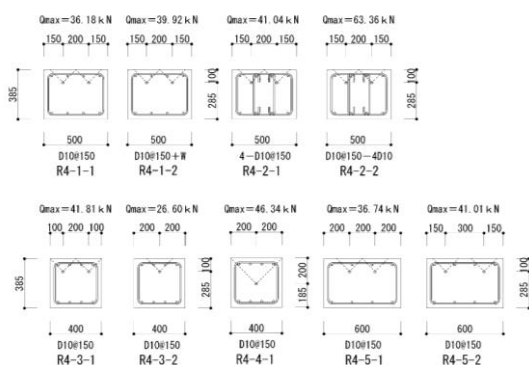 Qmax=36.18kN Qmax=39.92kN Qmax=41.04kN Qmax=63.36kN
150 200 150 150 200 150 150 200 150 150 200 150
385 100 285 100 285
500 500 500 500
D10@150 D10@150+W 4-D10@150 D10@150-4D10
R4-1-1 R4-1-2 R4-2-1 R4-2-2
Qmax=41.81kN Qmax=26.60kN Qmax=46.34kN Qmax=36.74kN Qmax=41.01kN
100 200 100 200 200 200 200 200 200 200 150 300 150
385 100 285 200 185 100 285
400 400 400 600 600
D10@150 D10@150 D10@150 D10@150 D10@150
R4-3-1 R4-3-2 R4-4-1 R4-5-1 R4-5-2